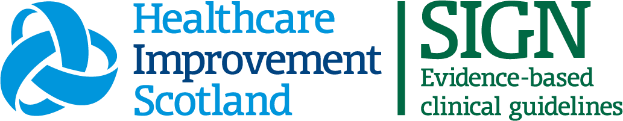 Healthcare
Improvement
Scotland
SIGN
Evidence-based
clinical guidelines